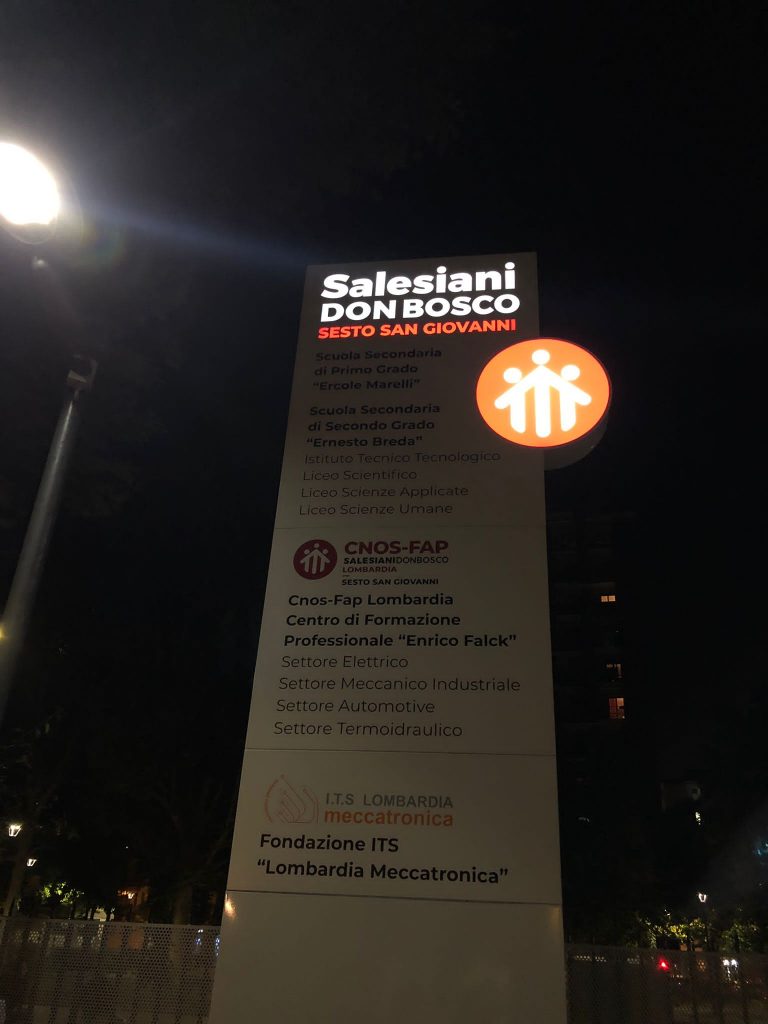 Salesiani
DON BOSCO
SESTO SAN GIOVANNI
Scuola Secondaria
di Primo Grado
"Ercole Marelli"
Scuola Secondaria
di Secondo Grado
"Ernesto Breda"
Istituto Tecnico Tecnologico
Liceo Scientifico
Liceo Scienze Applicate
Liceo Scienze Umane
CNOS-FAP
SALESIANIDONBOSCO
LOMBARDIA
SESTO SAN GIOVANNI
Cnos-Fap Lombardia
Centro di Formazione
Professionale "Enrico Falck"
Settore Elettrico
Settore Meccanico Industriale
Settore Automotive
Settore Termoidraulico
I.T.S LOMBARDIA
meccatronica
Fondazione ITS
"Lombardia Meccatronica"